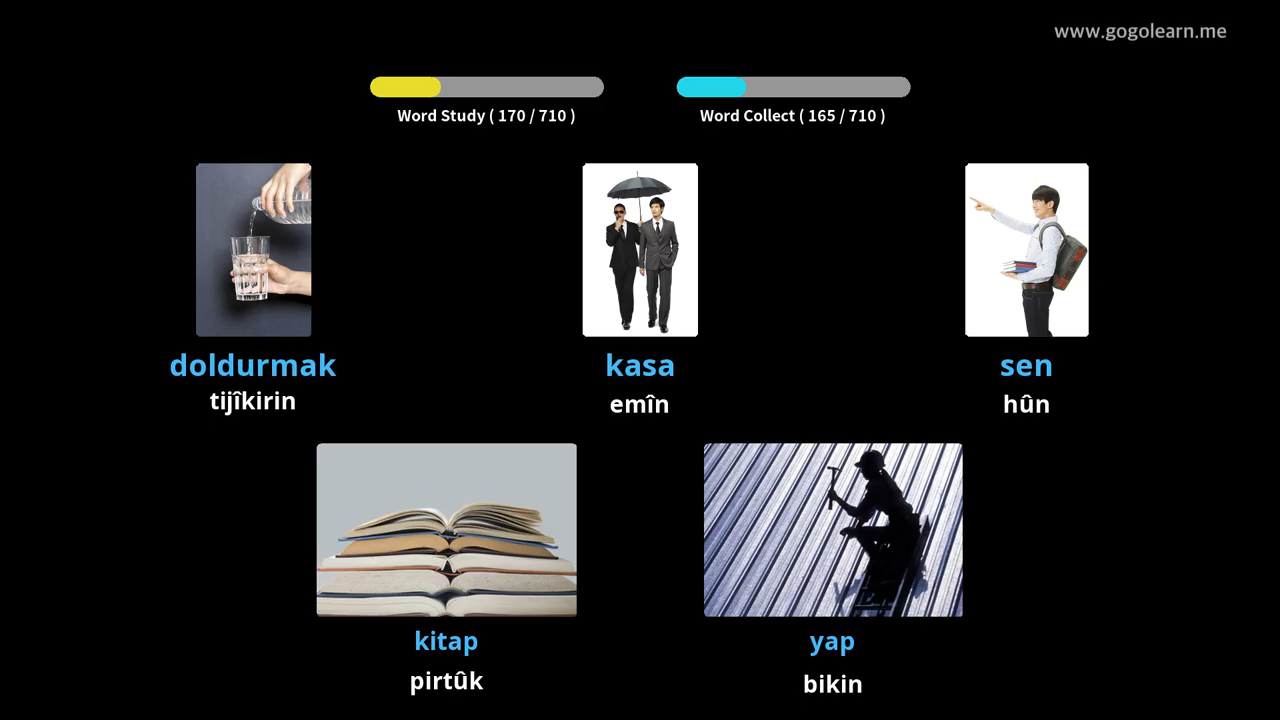 www.gogolearn.me
Word Study ( 170 / 710 )
Word Collect ( 165 / 710 )
doldurmak
tijîkirin
kasa
emîn
sen
hûn
kitap
pirtûk
yap
bikin